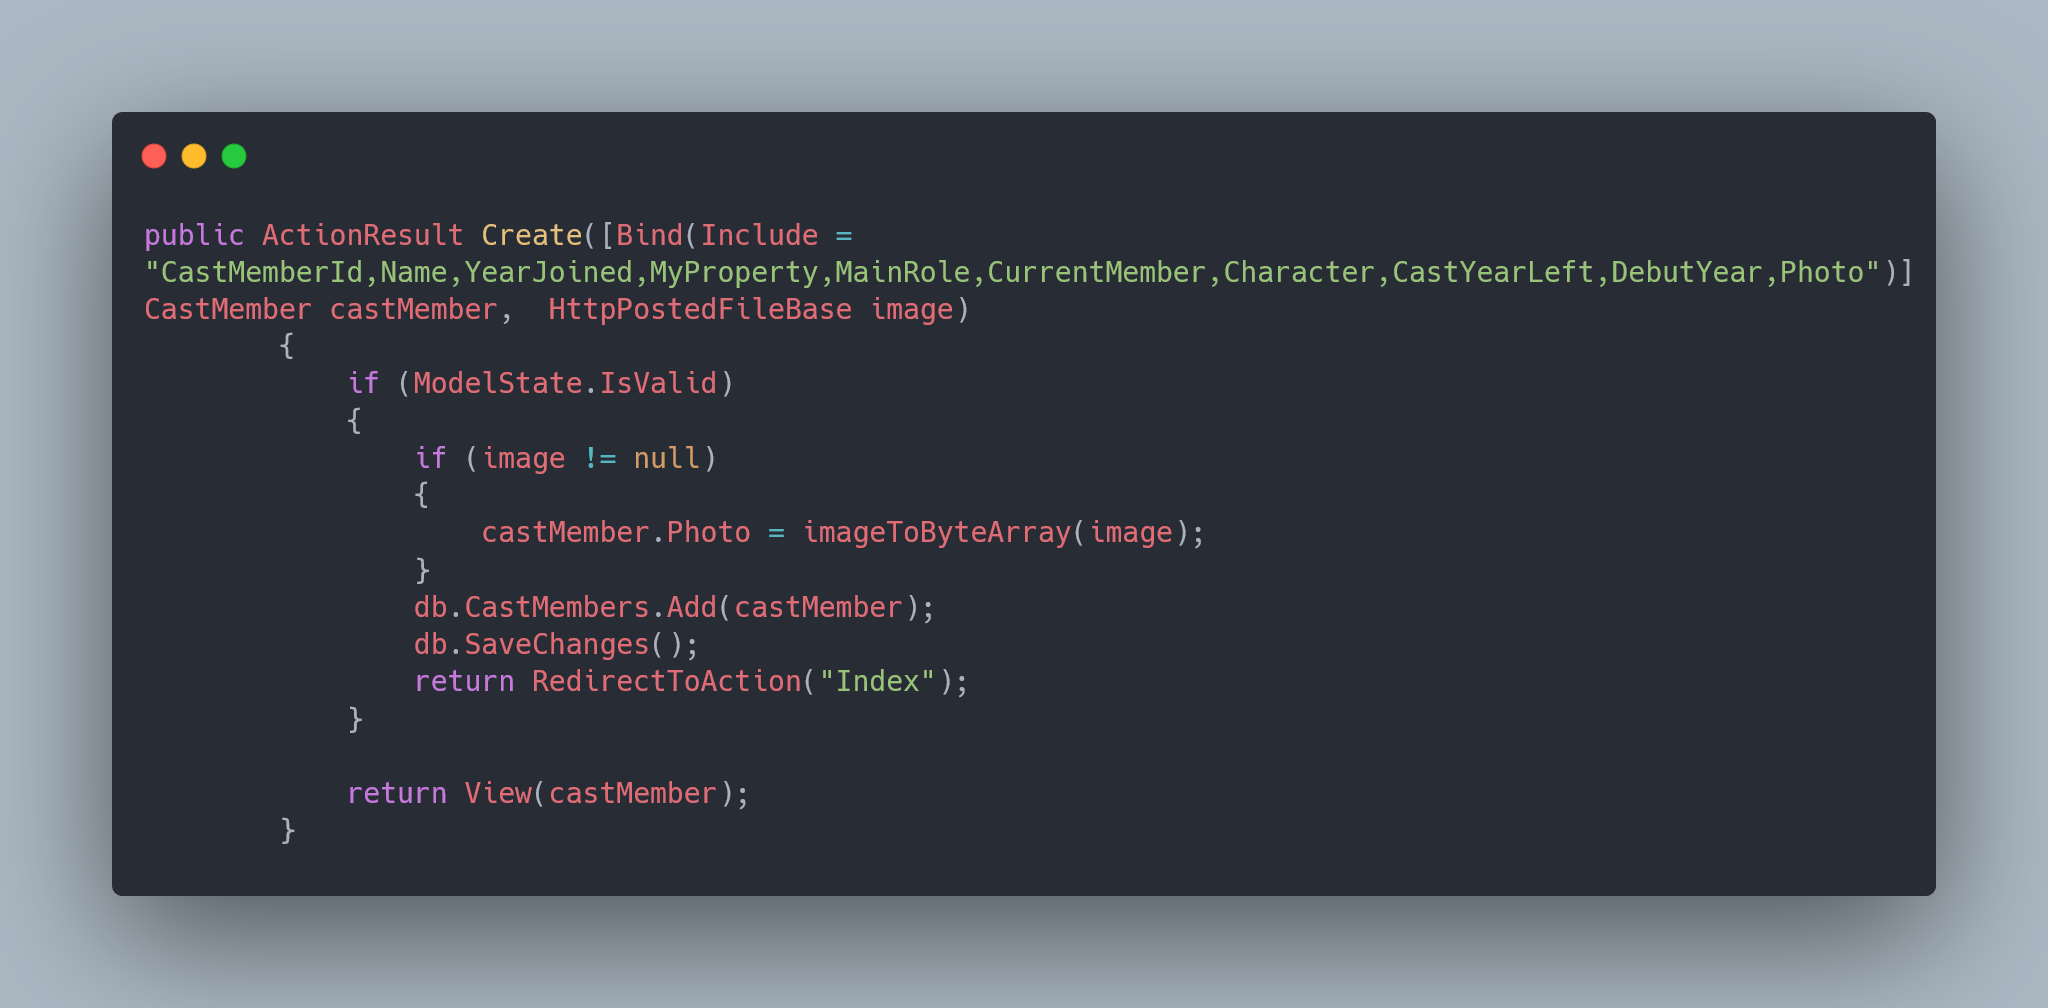 public ActionResult Create([Bind(Include =
"CastMemberId,Name,YearJoined,MyProperty,MainRole,CurrentMember,Character,CastYearLeft,DebutYear,Photo")]
CastMember castMember,  HttpPostedFileBase image)
        {
            if (ModelState.IsValid)
            {
                if (image != null)
                {
                    castMember.Photo = imageToByteArray(image);
                }
                db.CastMembers.Add(castMember);
                db.SaveChanges();
                return RedirectToAction("Index");
            }

            return View(castMember);
        }